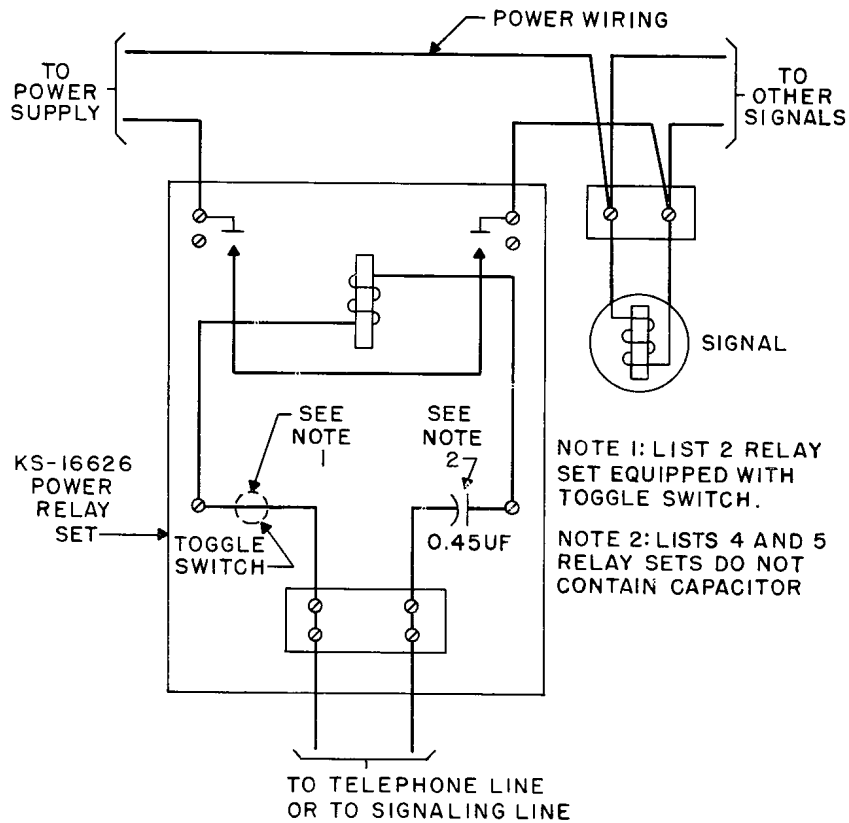 POWER WIRING
TO
POWER
SUPPLY
TO
OTHER
SIGNALS
SIGNAL
SEE
NOTE
1
SEE
NOTE
2
KS-16626
POWER
RELAY
SET
TOGGLE
SWITCH
0.45UF
NOTE 1: LIST 2 RELAY
SET EQUIPPED WITH
TOGGLE SWITCH.
NOTE 2: LISTS 4 AND 5
RELAY SETS DO NOT
CONTAIN CAPACITOR
TO TELEPHONE LINE
OR TO SIGNALING LINE